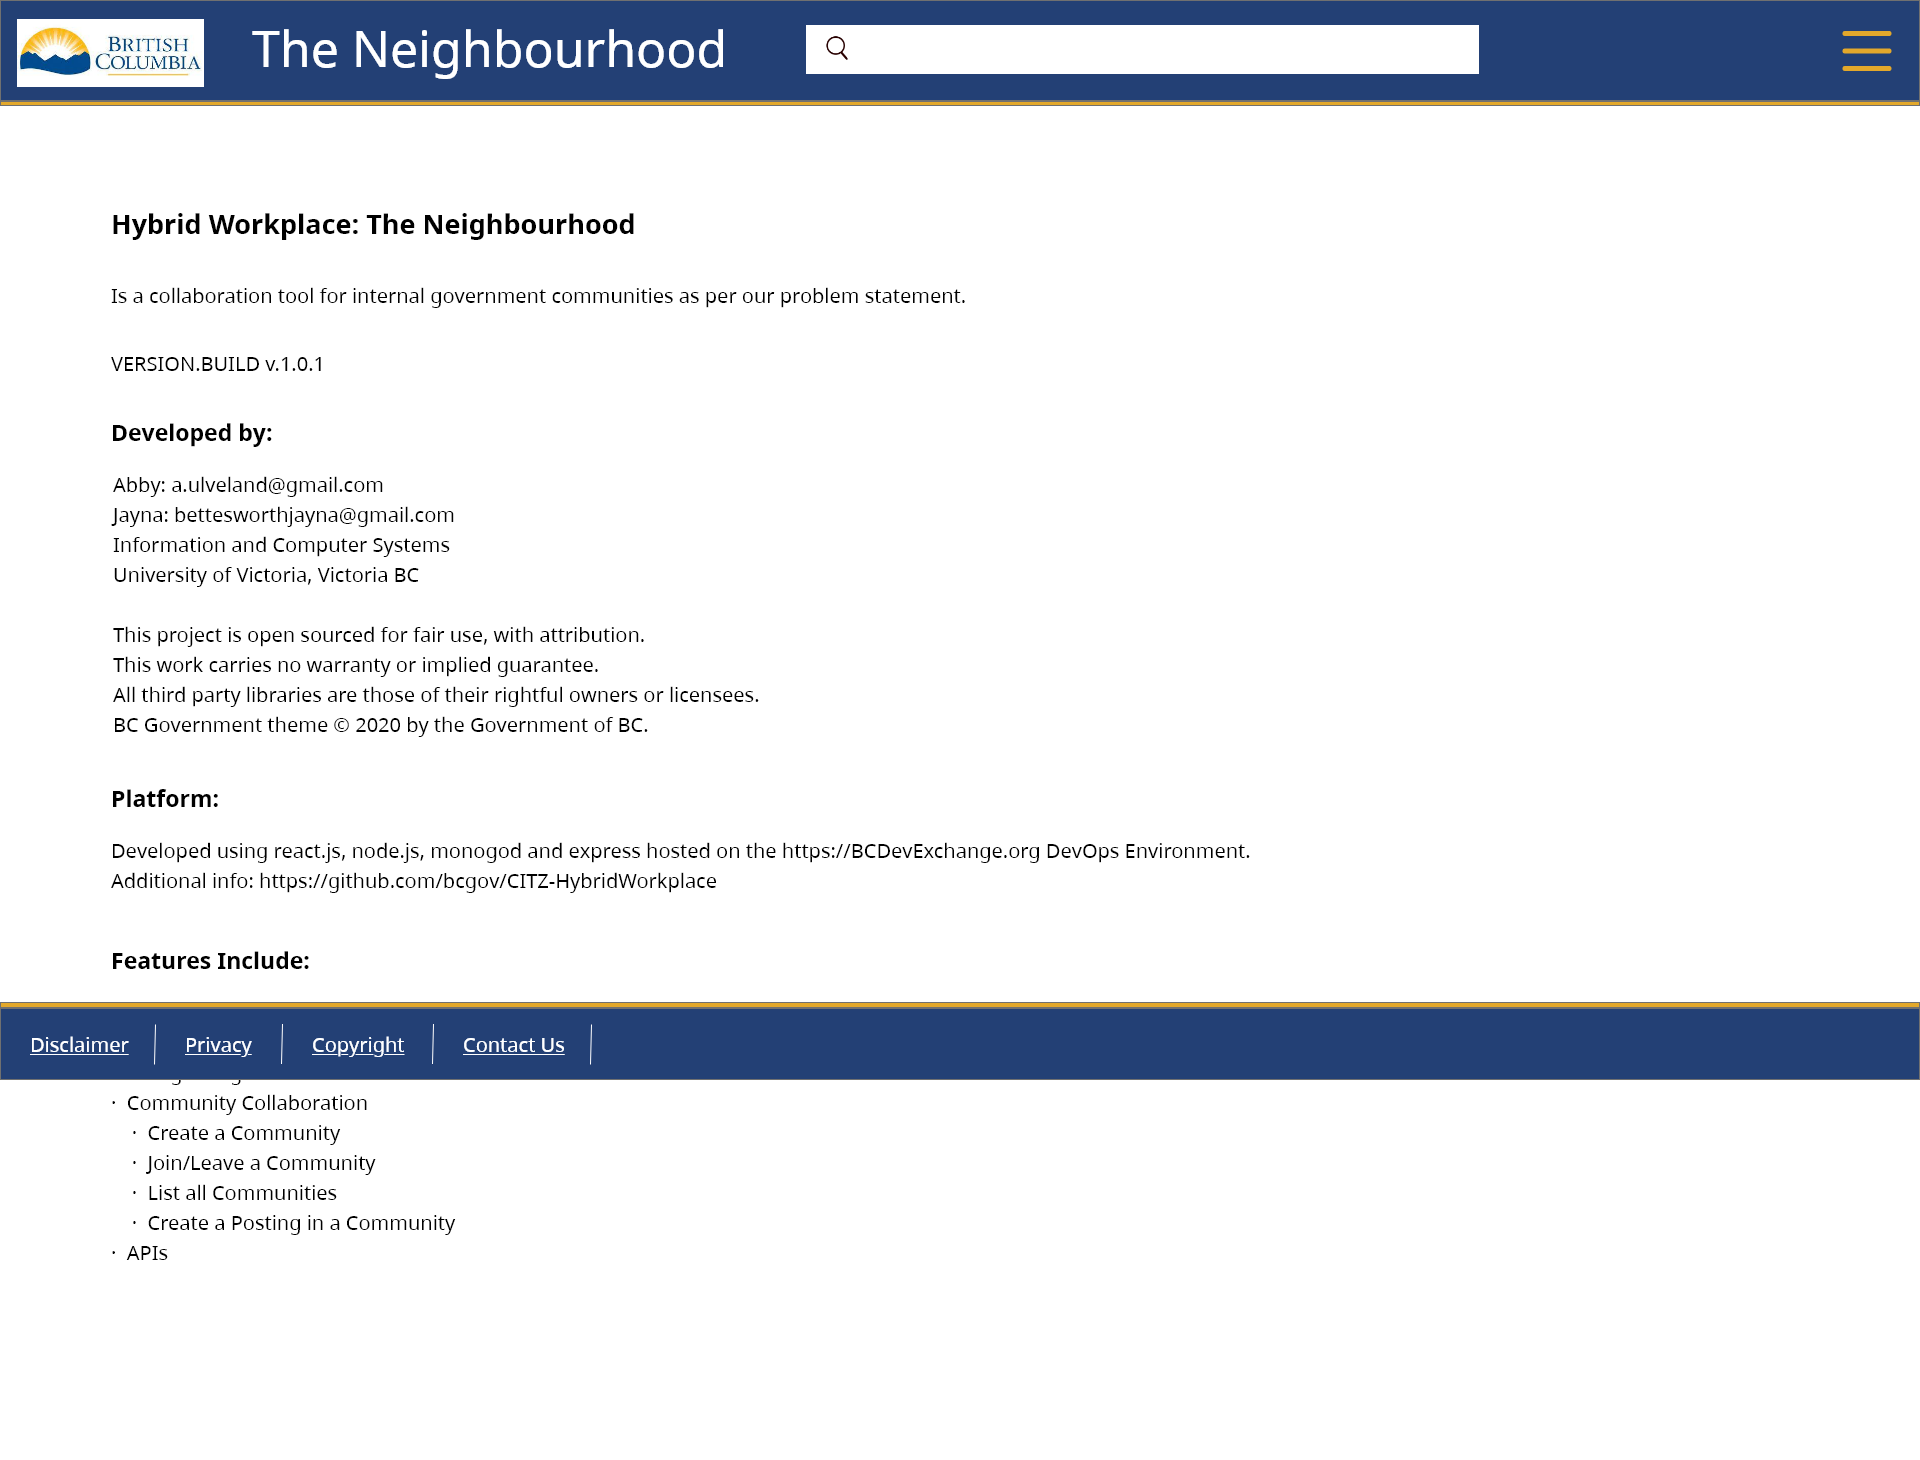 BRITISH
COLUMBIA
The Neighbourhood
Hybrid Workplace: The Neighbourhood
Is a collaboration tool for internal government communities as per our problem statement.
VERSION.BUILD v.1.0.1
Developed by:
Abby: a.ulveland@gmail.com
Jayna: bettesworthjayna@gmail.com
Information and Computer Systems
University of Victoria, Victoria BC
This project is open sourced for fair use, with attribution.
This work carries no warranty or implied guarantee.
All third party libraries are those of their rightful owners or licensees.
BC Government theme © 2020 by the Government of BC.
Platform:
Developed using react.js, node.js, monogod and express hosted on the https://BCDevExchange.org DevOps Environment.
Additional info: https://github.com/bcgov/CITZ-HybridWorkplace
Features Include:
Disclaimer Privacy Copyright Contact Us
· Community Collaboration
· Create a Community
· Join/Leave a Community
· List all Communities
· Create a Posting in a Community
· APIs